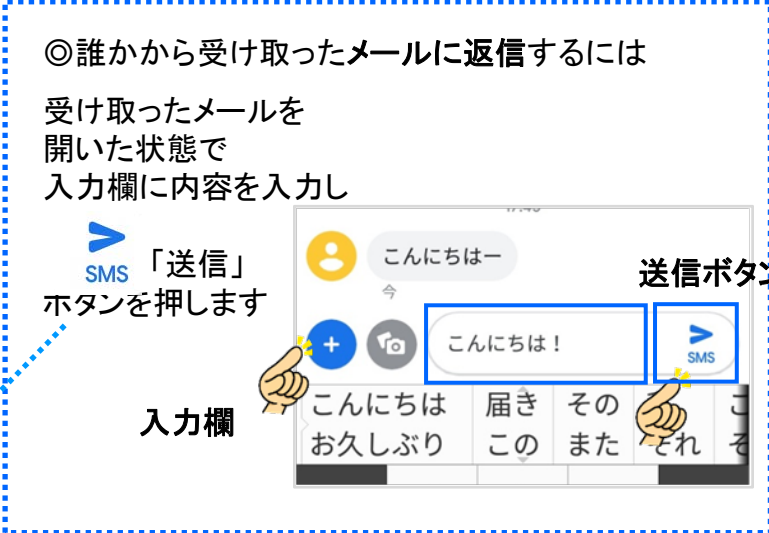 ◎誰かから受け取ったメールに返信するには
受け取ったメールを
開いた状態で
入力欄に内容を入力し
SMS 「送信」
ボタンを押します
こんにちはー
今
送信ボタン
こんにちは！
SMS
入力欄
こんにちは 届き その
お久しぶり この また それ そ